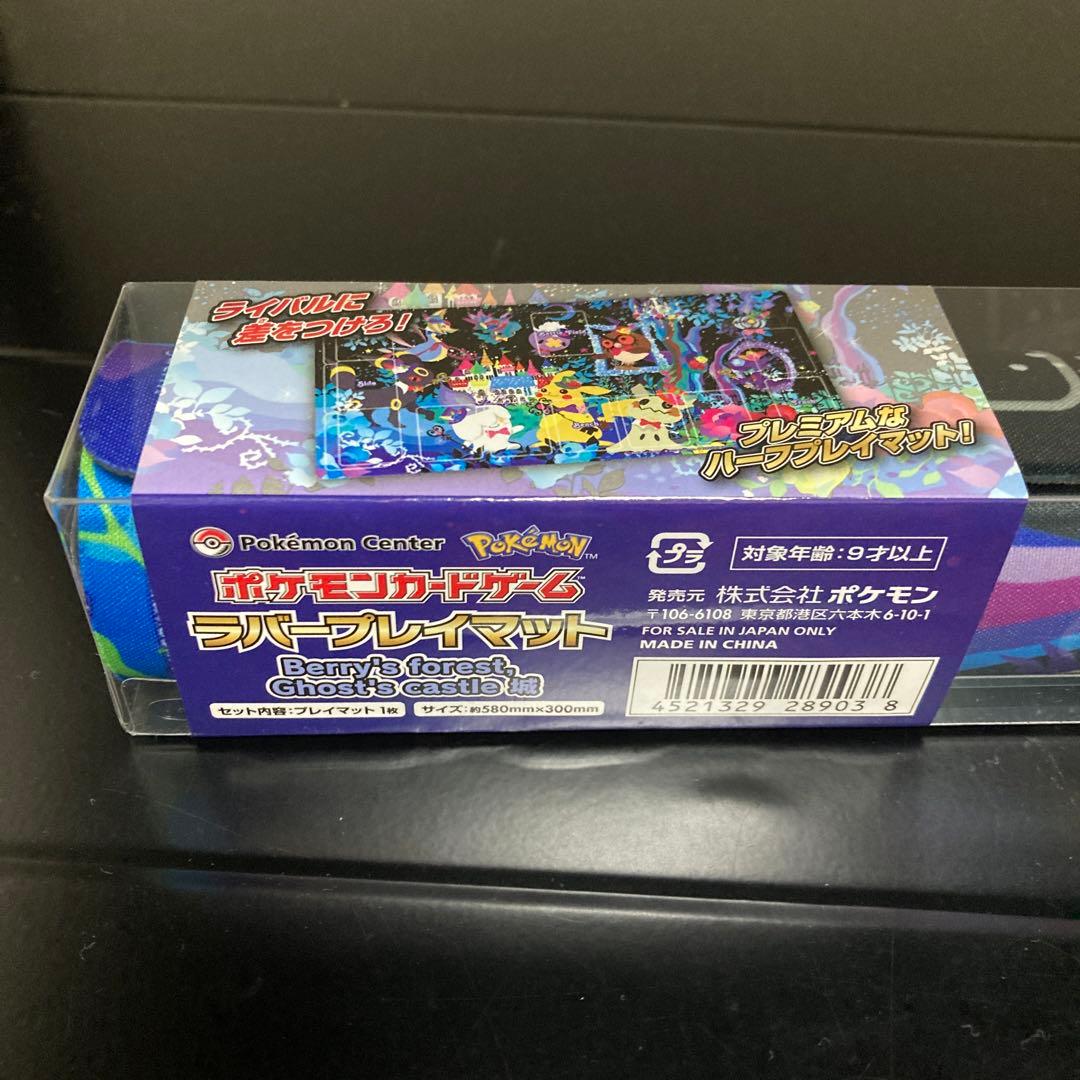 ライバルに
差をつけろ!
Side
Bench
プレミアムな
ハーフプレイマット!
Pokémon Center
POKÉMON™
ポケモンカードゲーム™
ラバープレイマット
Berry's forest,
Ghost's castle 城
セット内容:プレイマット1枚
サイズ:約580mm×300mm
プラ
対象年齢:9才以上
発売元 株式会社ポケモン
〒106-6108 東京都港区六本木6-10-1
FOR SALE IN JAPAN ONLY
MADE IN CHINA
4521329 28903 8